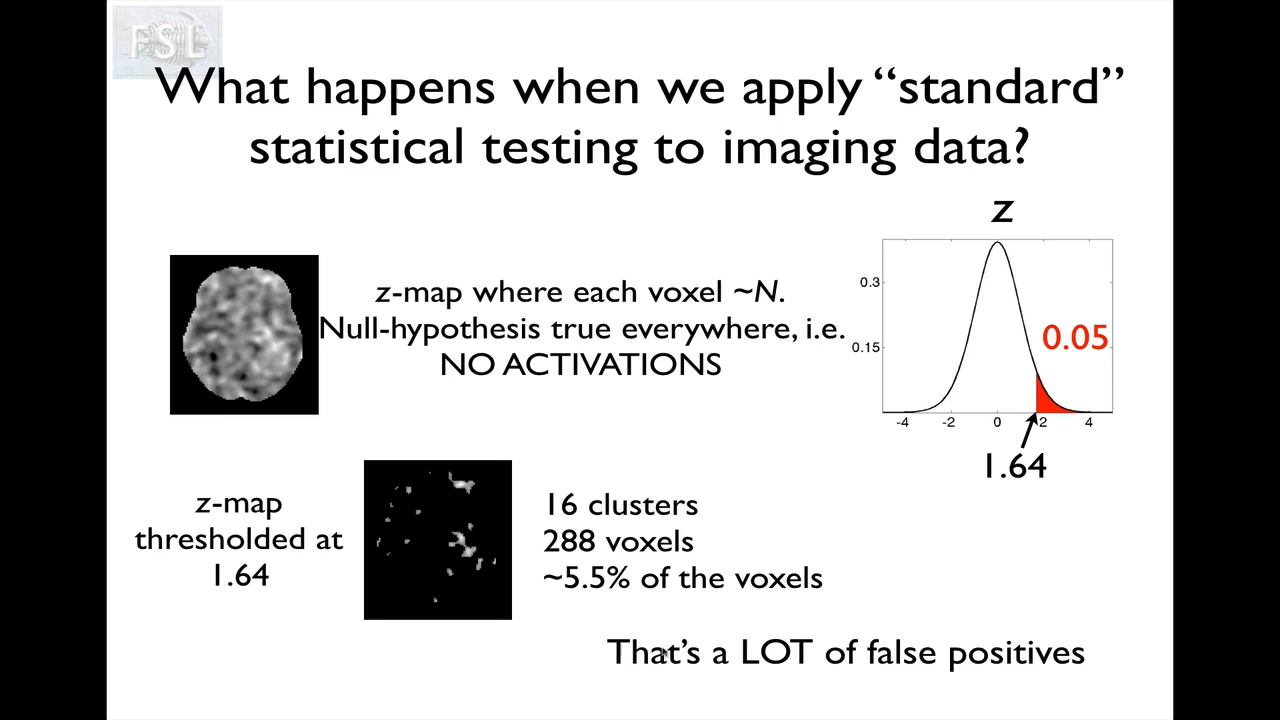 FSL
What happens when we apply “standard”
statistical testing to imaging data?
z
z-map where each voxel ~N.
Null-hypothesis true everywhere, i.e.
NO ACTIVATIONS
0.3
0.15
0.05
-4 -2 0 2 4
1.64
z-map
thresholded at
1.64
16 clusters
288 voxels
~5.5% of the voxels
That’s a LOT of false positives